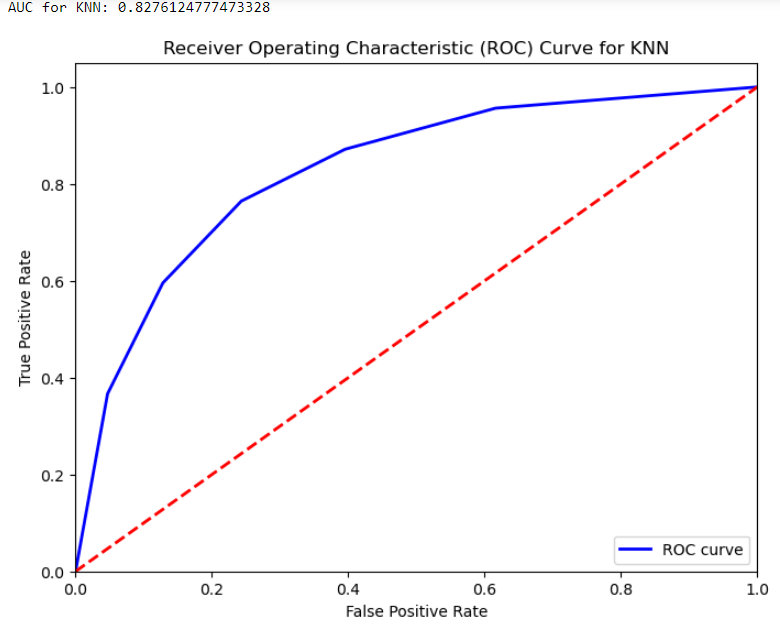 AUC for KNN: 0.8276124777473328
Receiver Operating Characteristic (ROC) Curve for KNN
1.0
0.8
0.6
0.4
0.2
0.0
True Positive Rate
0.0 0.2 0.4 0.6 0.8 1.0
False Positive Rate
ROC curve